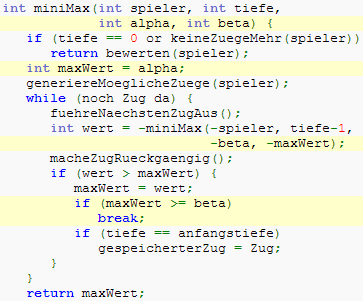 int miniMax(int spieler, int tiefe,
int alpha, int beta) {
if (tiefe == 0 or keineZuegeMehr(spieler))
return bewerten(spieler);
int maxWert = alpha;
generiereMoeglicheZuege(spieler);
while (noch Zug da) {
fuehreNaechstenZugAus();
int wert = -miniMax(-spieler, tiefe-1,
-beta, -maxWert);
macheZugRueckgaengig();
if (wert > maxWert) {
maxWert = wert;
if (maxWert >= beta)
break;
if (tiefe == anfangstiefe)
gespeicherterZug = Zug;
}
}
return maxWert;